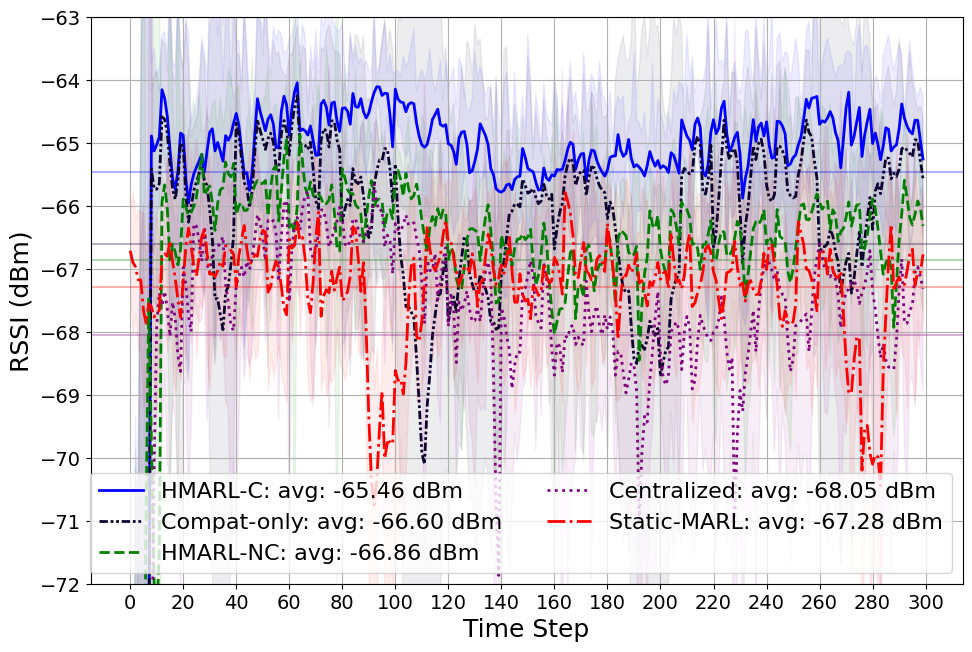 −63
−64
−65
−66
−67
−68
−69
−70
−71
−72
RSSI (dBm)
HMARL-C: avg: -65.46 dBm
Compat-only: avg: -66.60 dBm
HMARL-NC: avg: -66.86 dBm
Centralized: avg: -68.05 dBm
Static-MARL: avg: -67.28 dBm
0 20 40 60 80 100 120 140 160 180 200 220 240 260 280 300
Time Step